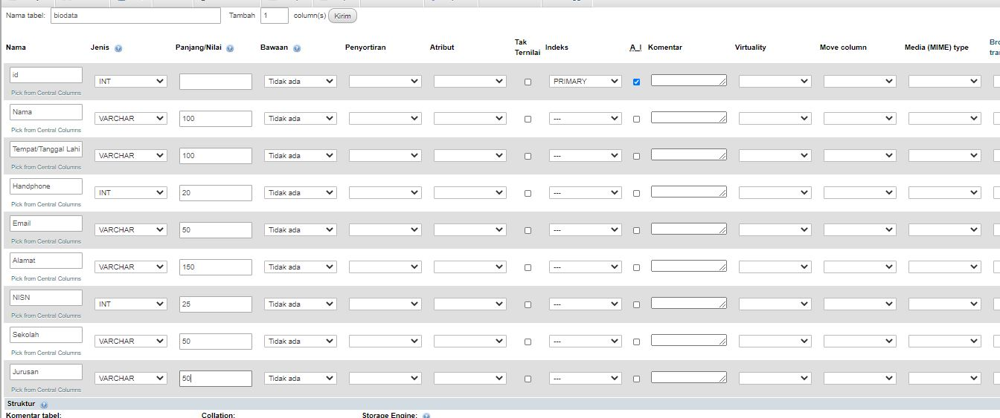 Nama tabel: biodata Tambah 1 column(s) Kirim
Nama Jenis Panjang/Nilai Bawaan Penyortiran Atribut Tak Ternilai Indeks A_I Komentar Virtuality Move column Media (MIME) type
id INT Tidak ada PRIMARY
Pick from Central Columns
Nama VARCHAR 100 Tidak ada ---
Pick from Central Columns
Tempat/Tanggal Lahi VARCHAR 100 Tidak ada ---
Pick from Central Columns
Handphone INT 20 Tidak ada ---
Pick from Central Columns
Email VARCHAR 50 Tidak ada ---
Pick from Central Columns
Alamat VARCHAR 150 Tidak ada ---
Pick from Central Columns
NISN INT 25 Tidak ada ---
Pick from Central Columns
Sekolah VARCHAR 50 Tidak ada ---
Pick from Central Columns
Jurusan VARCHAR 50 Tidak ada ---
Pick from Central Columns
Struktur
Komentar tabel: Collation: Storage Engine: